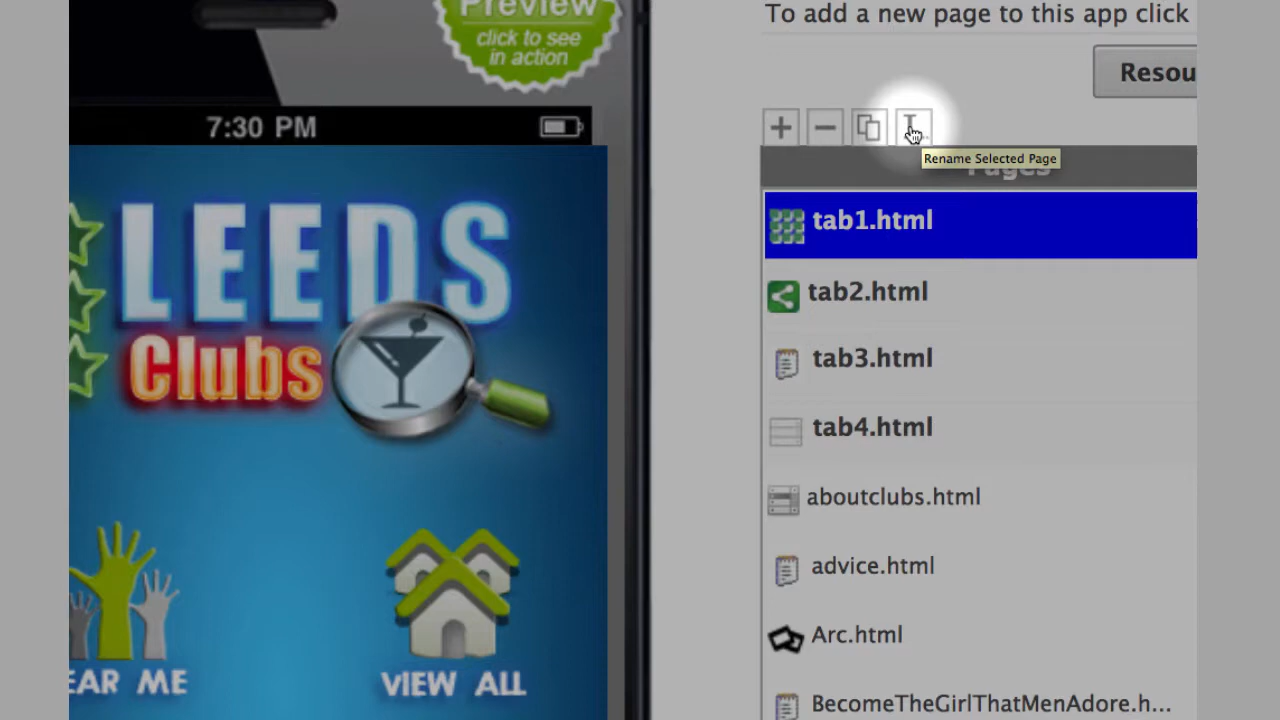 Preview
click to see
in action
7:30 PM
LEEDS
Clubs
EAR ME
VIEW ALL
To add a new page to this app click
Resou
Rename Selected Page
Pages
tab1.html
tab2.html
tab3.html
tab4.html
aboutclubs.html
advice.html
Arc.html
BecomeTheGirlThatMenAdore.h...